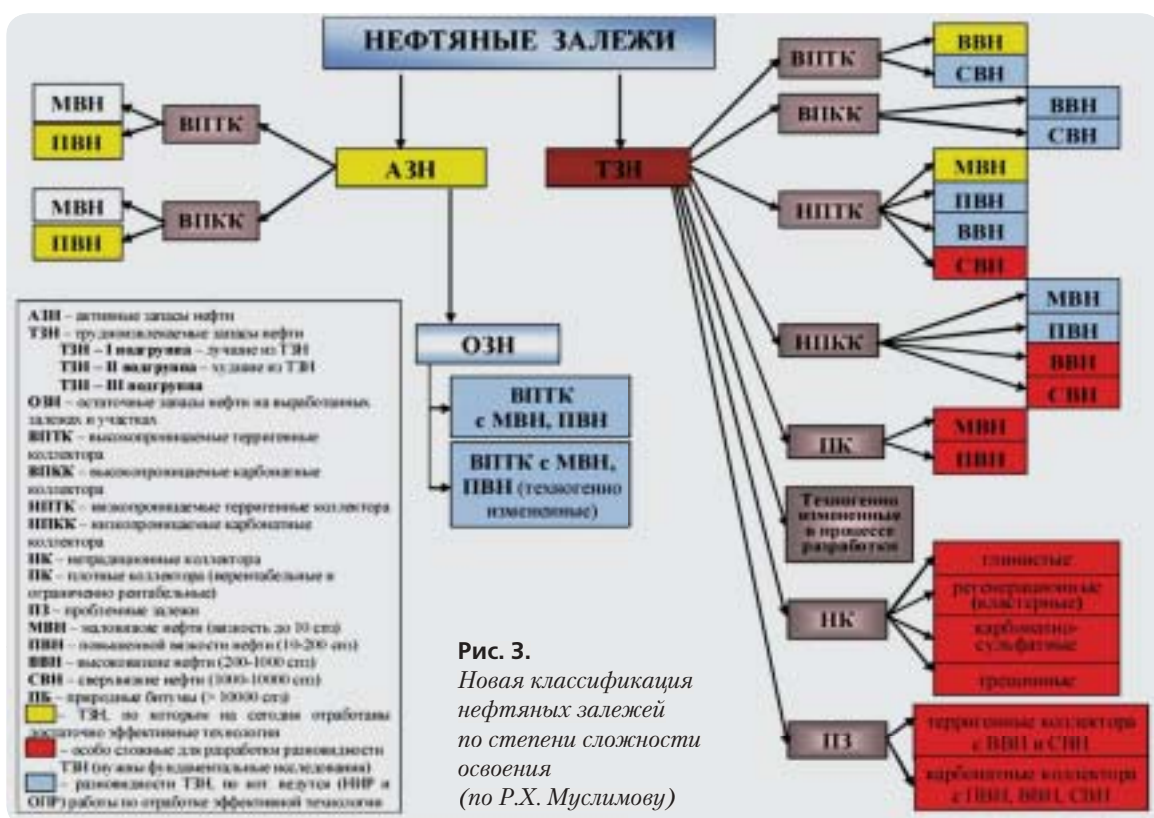 НЕФТЯНЫЕ ЗАЛЕЖИ
МВН
ПВН
ВПТК
МВН
ПВН
ВПКК
АЗН
ТЗН
ОЗН
ВПТК
с МВН, ПВН
ВПТК с МВН,
ПВН (техногенно
измененные)
ВПТК
ВВН
СВН
ВПКК
ВВН
СВН
НПТК
МВН
ПВН
ВВН
СВН
НПКК
МВН
ПВН
ВВН
СВН
ПК
МВН
ПВН
Техногенно
измененные
в процессе
разработки
НК
глинистые
регенерационные
(кластерные)
карбонатно-
сульфатные
трещинные
ПЗ
терригенные коллектора
с ВВН и СВН
карбонатные коллектора
с ПВН, ВВН, СВН
АЗН – активные запасы нефти
ТЗН – трудноизвлекаемые запасы нефти
ТЗН – I подгруппа – лучшие из ТЗН
ТЗН – II подгруппа – худшие из ТЗН
ТЗН – III подгруппа
ОЗН – остаточные запасы нефти на выработанных
залежах и участках
ВПТК – высокопроницаемые терригенные
коллектора
ВПКК – высокопроницаемые карбонатные
коллектора
НПТК – низкопроницаемые терригенные коллектора
НПКК – низкопроницаемые карбонатные
коллектора
НК – нетрадиционные коллектора
ПК – плотные коллектора (нерентабельные и
ограниченно рентабельные)
ПЗ – проблемные залежи
МВН – маловязкие нефти (вязкость до 10 спз)
ПВН – повышенной вязкости нефти (10-200 спз)
ВВН – высоковязкие нефти (200-1000 спз)
СВН – сверхвязкие нефти (1000-10000 спз)
ПБ – природные битумы (> 10000 спз)
– ТЗН, по которым на сегодня отработаны
достаточно эффективные технологии
– особо сложные для разработки разновидности
ТЗН (нужны фундаментальные исследования)
– разновидности ТЗН, по кот. ведутся (НИР и
ОПР) работы по отработке эффективной технологии
Рис. 3.
Новая классификация
нефтяных залежей
по степени сложности
освоения
(по Р.Х. Муслимову)